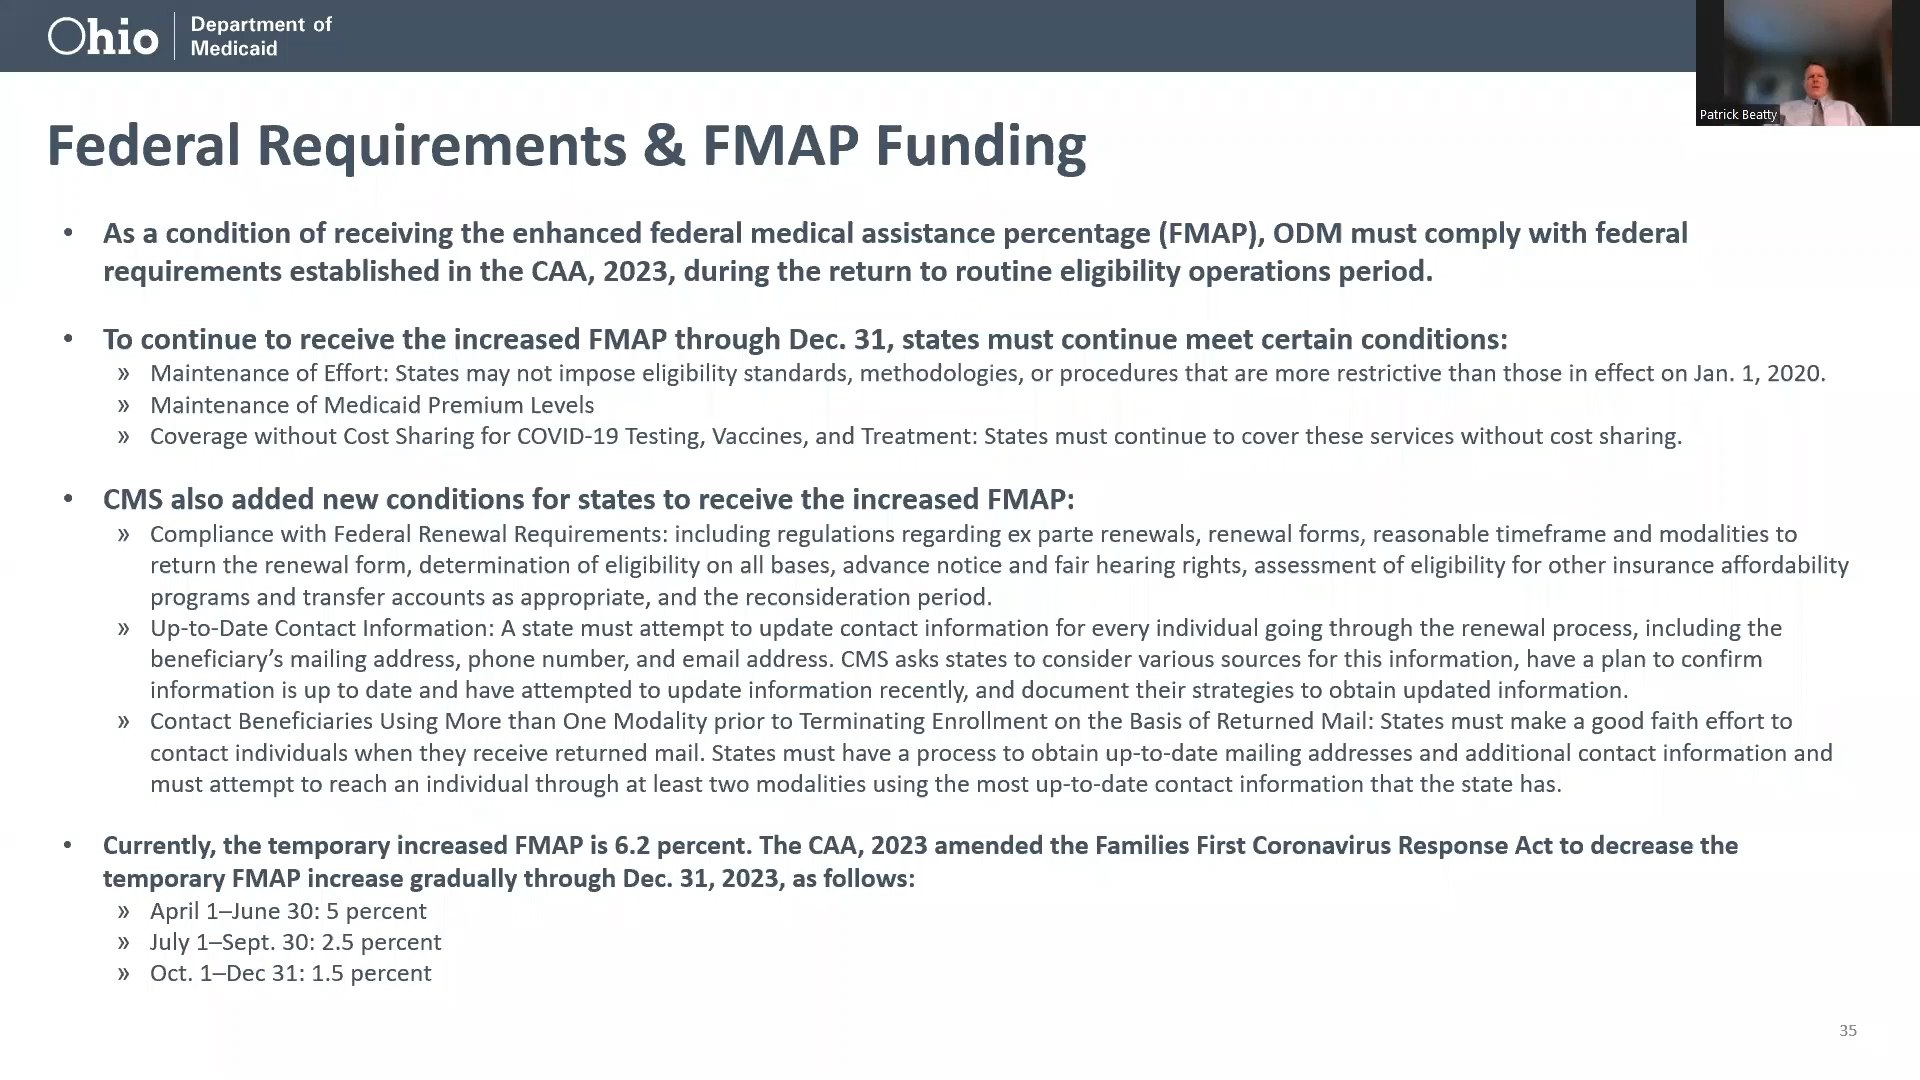 Ohio
Department of
Medicaid
Patrick Beatty
Federal Requirements & FMAP Funding
• As a condition of receiving the enhanced federal medical assistance percentage (FMAP), ODM must comply with federal
requirements established in the CAA, 2023, during the return to routine eligibility operations period.
• To continue to receive the increased FMAP through Dec. 31, states must continue meet certain conditions:
» Maintenance of Effort: States may not impose eligibility standards, methodologies, or procedures that are more restrictive than those in effect on Jan. 1, 2020.
» Maintenance of Medicaid Premium Levels
» Coverage without Cost Sharing for COVID-19 Testing, Vaccines, and Treatment: States must continue to cover these services without cost sharing.
• CMS also added new conditions for states to receive the increased FMAP:
» Compliance with Federal Renewal Requirements: including regulations regarding ex parte renewals, renewal forms, reasonable timeframe and modalities to
return the renewal form, determination of eligibility on all bases, advance notice and fair hearing rights, assessment of eligibility for other insurance affordability
programs and transfer accounts as appropriate, and the reconsideration period.
» Up-to-Date Contact Information: A state must attempt to update contact information for every individual going through the renewal process, including the
beneficiary’s mailing address, phone number, and email address. CMS asks states to consider various sources for this information, have a plan to confirm
information is up to date and have attempted to update information recently, and document their strategies to obtain updated information.
» Contact Beneficiaries Using More than One Modality prior to Terminating Enrollment on the Basis of Returned Mail: States must make a good faith effort to
contact individuals when they receive returned mail. States must have a process to obtain up-to-date mailing addresses and additional contact information and
must attempt to reach an individual through at least two modalities using the most up-to-date contact information that the state has.
• Currently, the temporary increased FMAP is 6.2 percent. The CAA, 2023 amended the Families First Coronavirus Response Act to decrease the
temporary FMAP increase gradually through Dec. 31, 2023, as follows:
» April 1–June 30: 5 percent
» July 1–Sept. 30: 2.5 percent
» Oct. 1–Dec 31: 1.5 percent
35